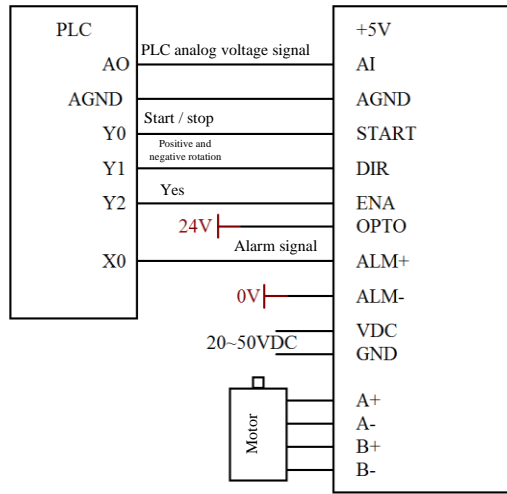 PLC
+5V
PLC analog voltage signal
AO
AI
AGND
AGND
Start / stop
Y0
START
Positive and
negative rotation
Y1
DIR
Yes
Y2
ENA
24V
OPTO
Alarm signal
X0
ALM+
0V
ALM-
VDC
20~50VDC
GND
Motor
A+
A-
B+
B-